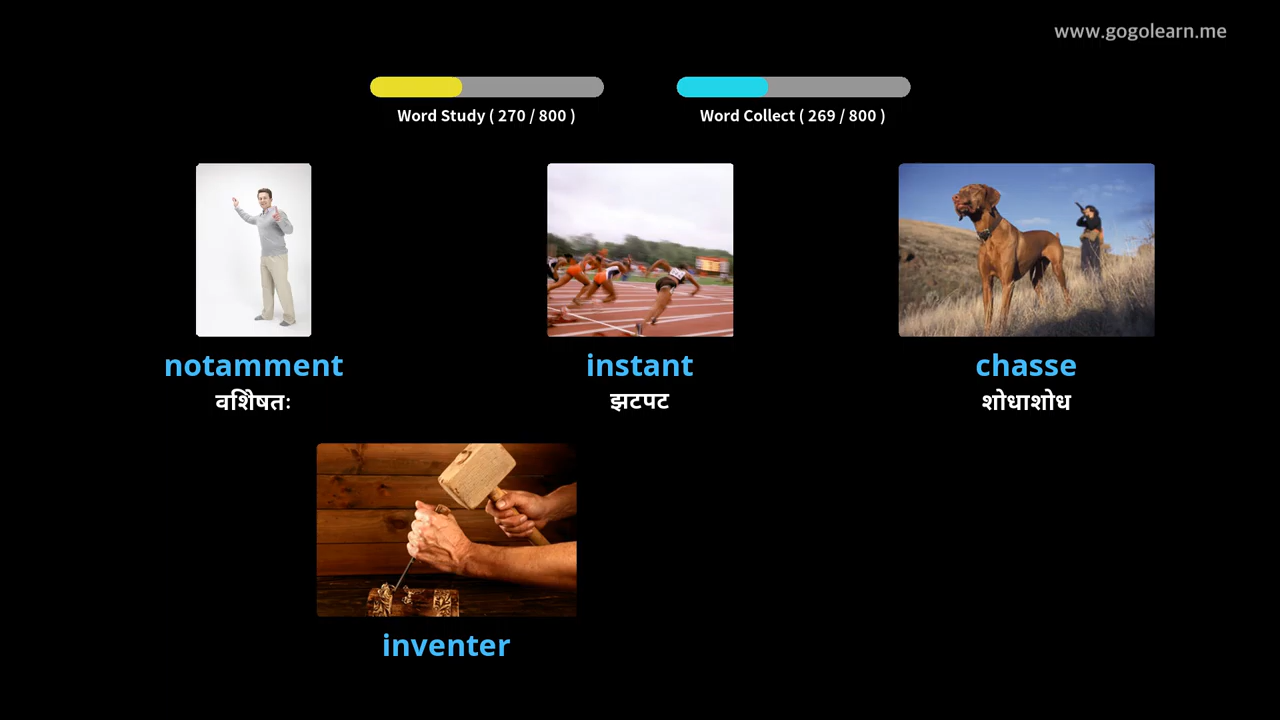 www.gogolearn.me
Word Study ( 270 / 800 )
Word Collect ( 269 / 800 )
notamment
instant
chasse
विशेषतः
झटपट
शोधाशोध
inventer